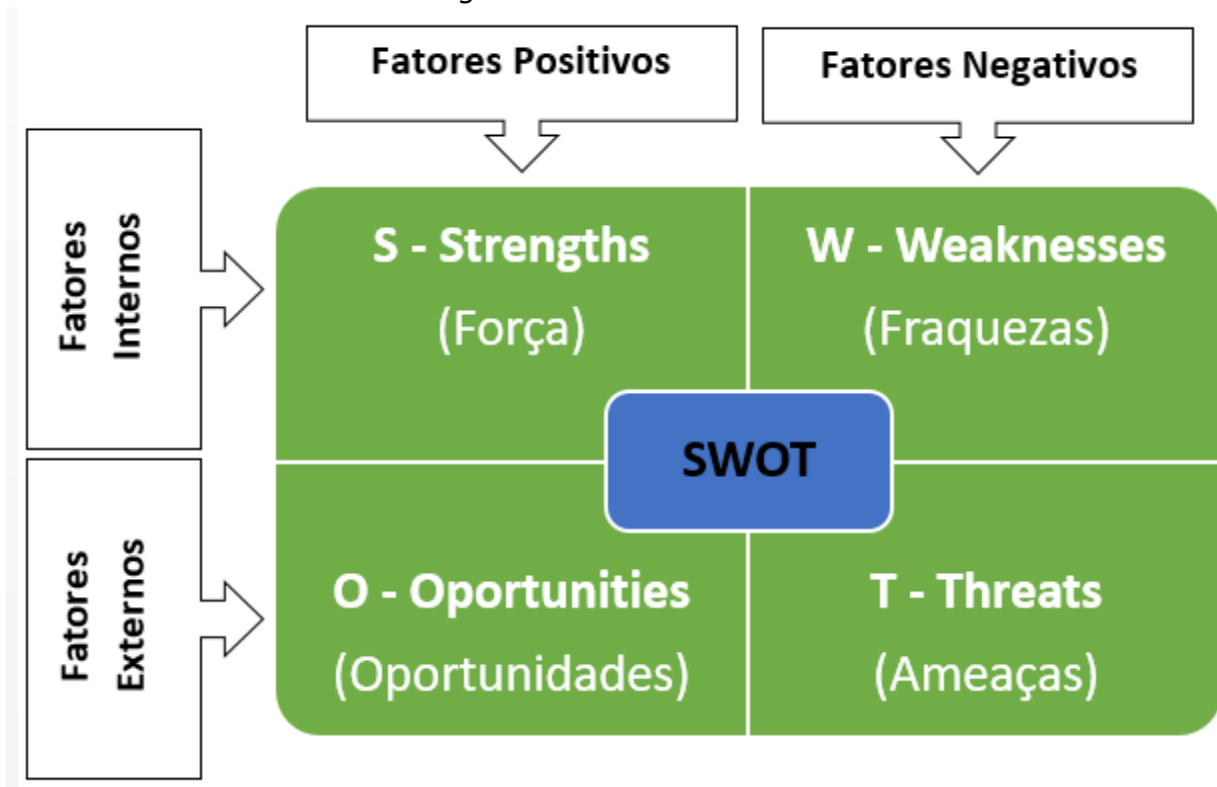 Fatores Positivos
Fatores Negativos
Fatores
Internos
S - Strengths
(Força)
W - Weaknesses
(Fraquezas)
SWOT
Fatores
Externos
O - Oportunities
(Oportunidades)
T - Threats
(Ameaças)